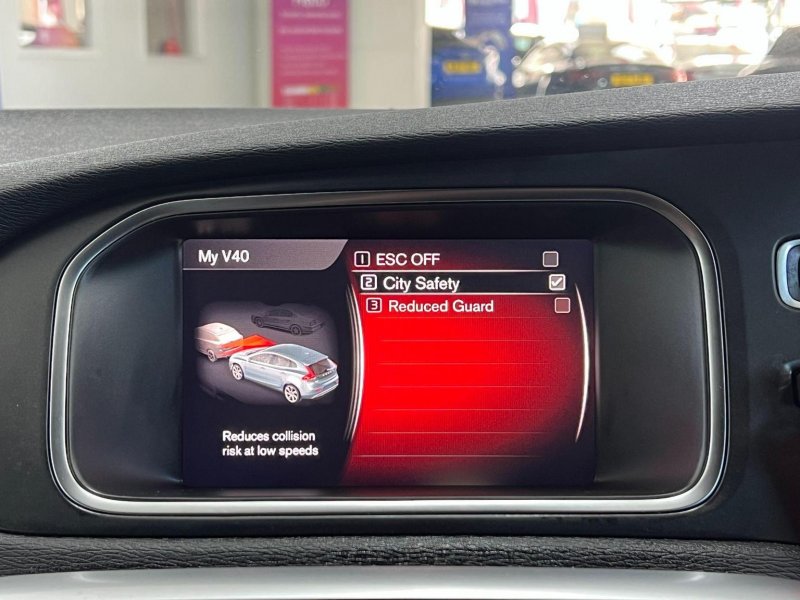 My V40
1 ESC OFF
2 City Safety
3 Reduced Guard
Reduces collision
risk at low speeds